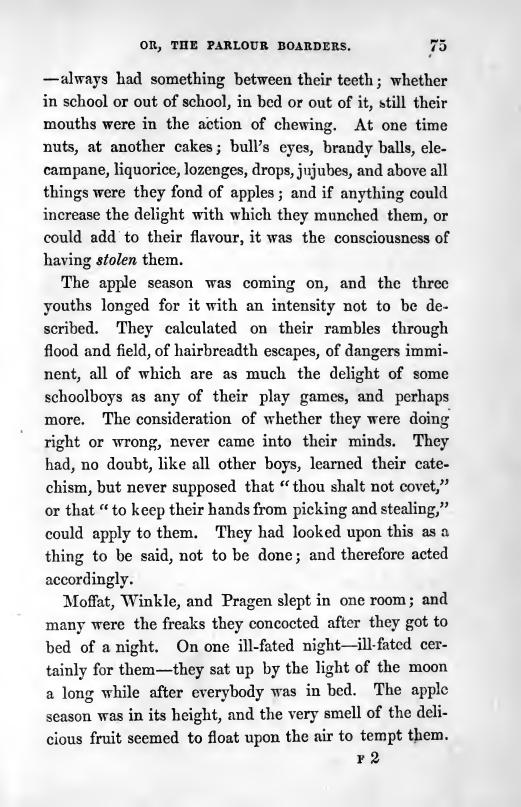 OR, THE PARLOUR BOARDERS. 75
—always had something between their teeth; whether
in school or out of school, in bed or out of it, still their
mouths were in the action of chewing. At one time
nuts, at another cakes; bull's eyes, brandy balls, ele-
campane, liquorice, lozenges, drops, jujubes, and above all
things were they fond of apples; and if anything could
increase the delight with which they munched them, or
could add to their flavour, it was the consciousness of
having stolen them.
The apple season was coming on, and the three
youths longed for it with an intensity not to be de-
scribed. They calculated on their rambles through
flood and field, of hairbreadth escapes, of dangers immi-
nent, all of which are as much the delight of some
schoolboys as any of their play games, and perhaps
more. The consideration of whether they were doing
right or wrong, never came into their minds. They
had, no doubt, like all other boys, learned their cate-
chism, but never supposed that “thou shalt not covet,”
or that “to keep their hands from picking and stealing,”
could apply to them. They had looked upon this as a
thing to be said, not to be done; and therefore acted
accordingly.
Moffat, Winkle, and Pragen slept in one room; and
many were the freaks they concocted after they got to
bed of a night. On one ill-fated night—ill-fated cer-
tainly for them—they sat up by the light of the moon
a long while after everybody was in bed. The apple
season was in its height, and the very smell of the deli-
cious fruit seemed to float upon the air to tempt them.
F 2